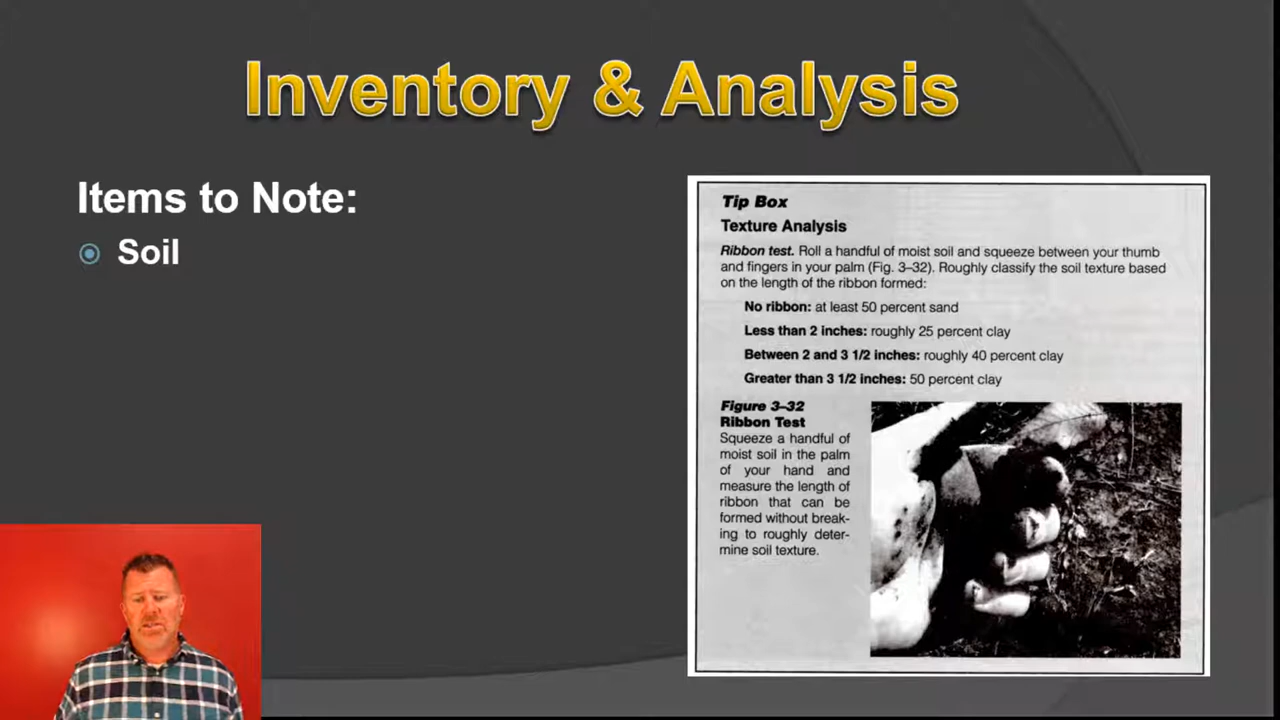 Inventory & Analysis
Items to Note:
Soil
Tip Box
Texture Analysis
Ribbon test. Roll a handful of moist soil and squeeze between your thumb
and fingers in your palm (Fig. 3–32). Roughly classify the soil texture based
on the length of the ribbon formed:
No ribbon: at least 50 percent sand
Less than 2 inches: roughly 25 percent clay
Between 2 and 3 1/2 inches: roughly 40 percent clay
Greater than 3 1/2 inches: 50 percent clay
Figure 3–32
Ribbon Test
Squeeze a handful of
moist soil in the palm
of your hand and
measure the length of
ribbon that can be
formed without break-
ing to roughly deter-
mine soil texture.